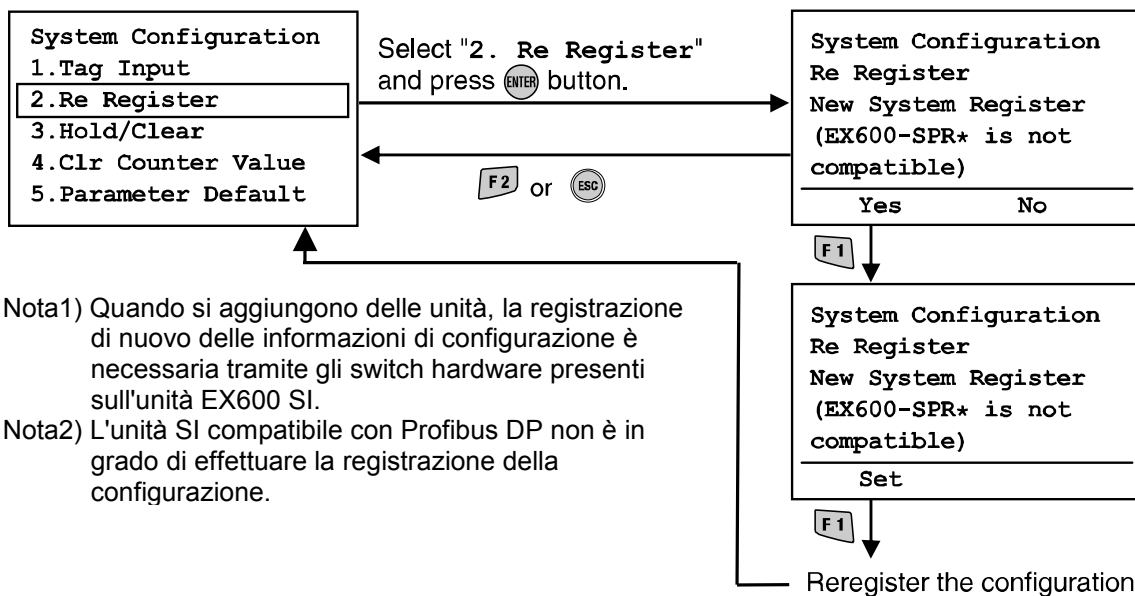 System Configuration
1.Tag Input
2.Re Register
3.Hold/Clear
4.Clr Counter Value
5.Parameter Default
Select "2. Re Register"
and press ENTER button.
F2 or ESC
System Configuration
Re Register
New System Register
(EX600-SPR* is not
compatible)
Yes No
F1
System Configuration
Re Register
New System Register
(EX600-SPR* is not
compatible)
Set
F1
Reregister the configuration
Nota1) Quando si aggiungono delle unità, la registrazione
di nuovo delle informazioni di configurazione è
necessaria tramite gli switch hardware presenti
sull'unità EX600 SI.
Nota2) L'unità SI compatibile con Profibus DP non è in
grado di effettuare la registrazione della
configurazione.